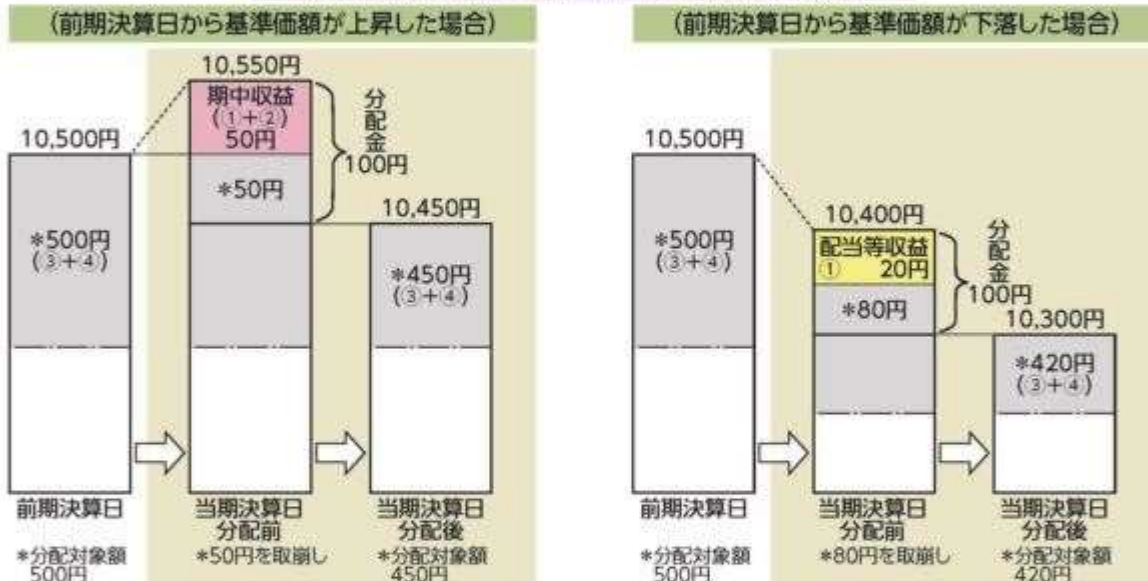 (前期決算日から基準価額が上昇した場合)
10,550円
期中収益
(①+②)
50円
分配金
100円
10,500円
*50円
10,450円
*500円
(③+④)
*450円
(③+④)
前期決算日
当期決算日
分配前
当期決算日
分配後
*分配対象額
500円
*50円を取崩し
*分配対象額
450円
(前期決算日から基準価額が下落した場合)
10,500円
*500円
(③+④)
10,400円
配当等収益
① 20円
分配金
100円
*80円
10,300円
*420円
(③+④)
前期決算日
当期決算日
分配前
当期決算日
分配後
*分配対象額
500円
*80円を取崩し
*分配対象額
420円